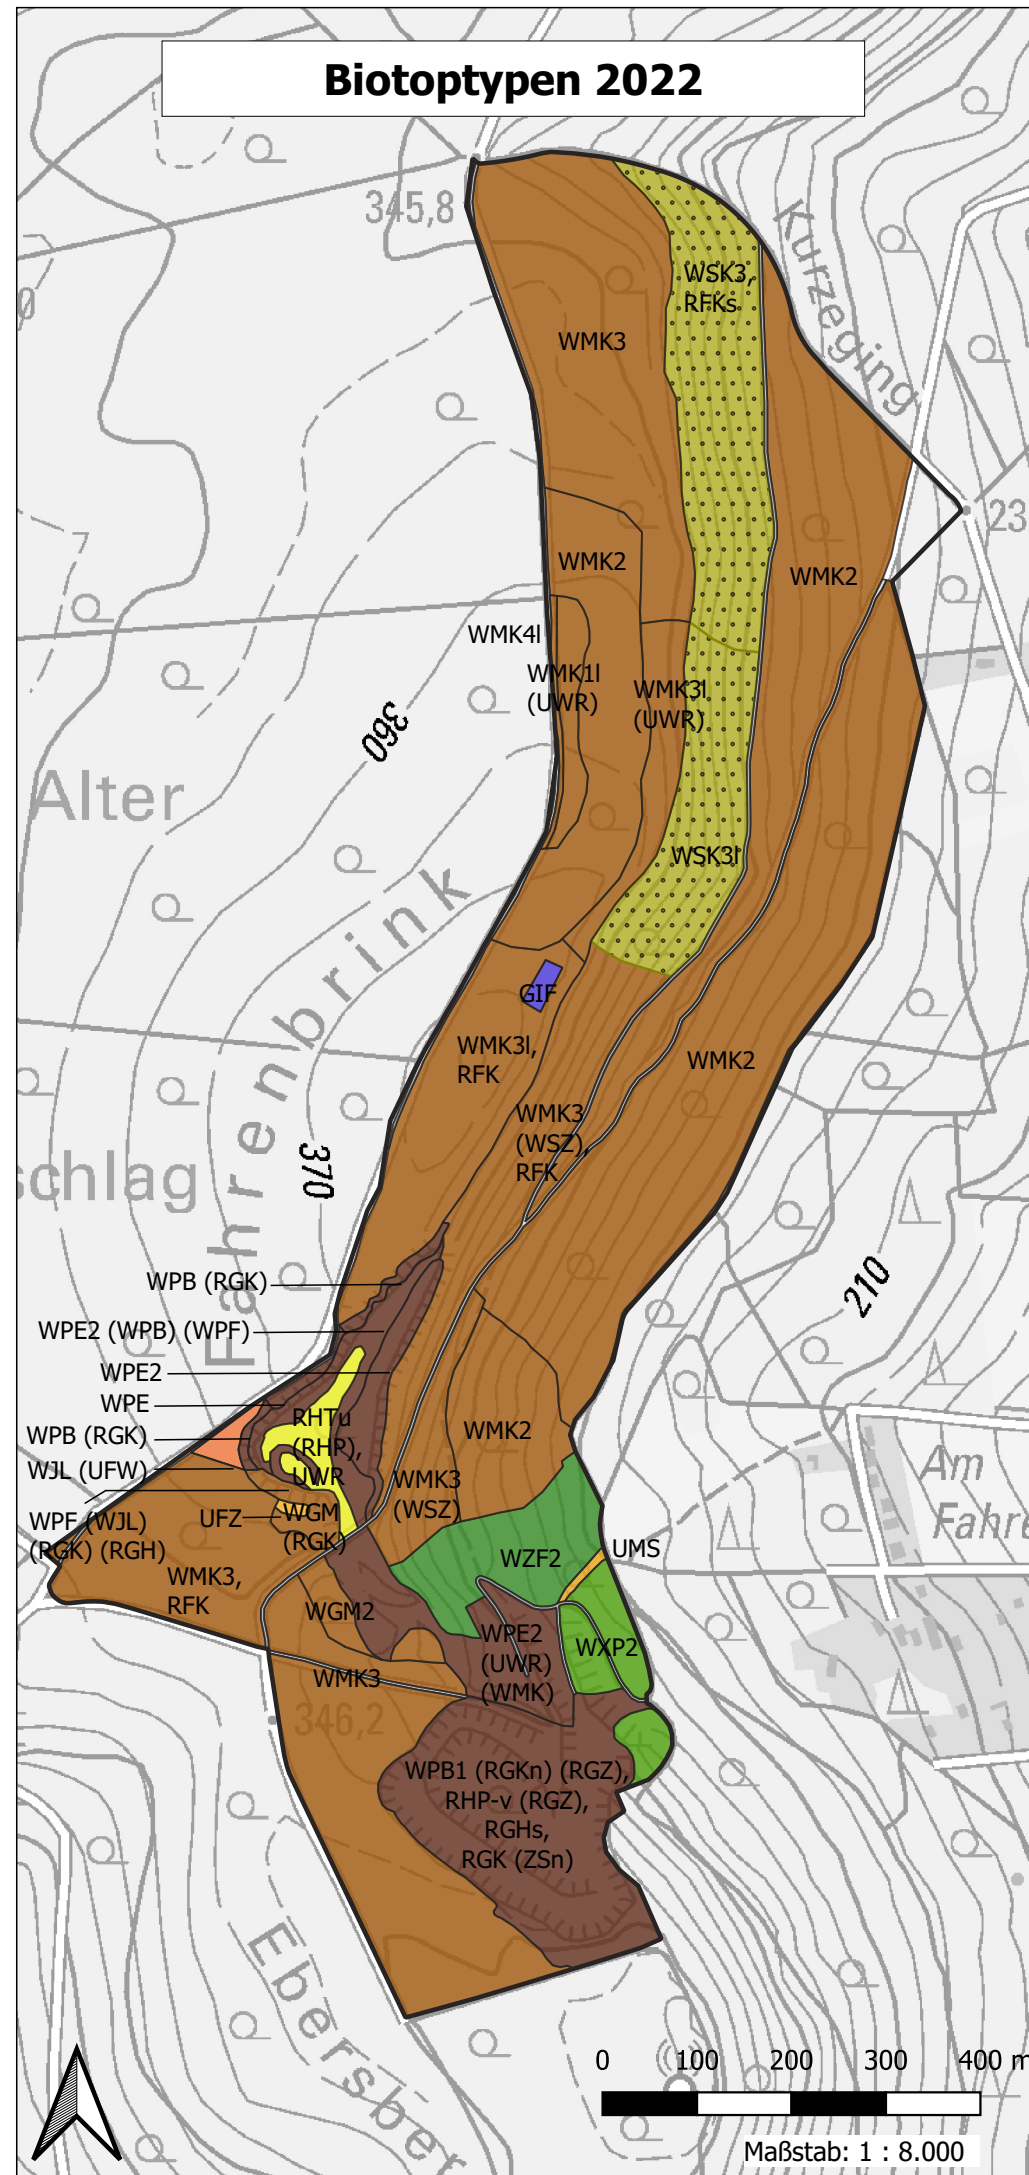 Biotoptypen 2022
345,8
Kurzeging
WSK3,
RFKs
WMK3
23
WMK2
WMK2
WMK4l
WMK1l
(UWR)
WMK3l
(UWR)
360
Alter
WSK3l
Fahrenbrink
GIF
WMK3l,
RFK
WMK2
WMK3
(WSZ),
RFK
schlag
370
210
WPB (RGK)
WPE2 (WPB) (WPF)
WPE2
WPE
WPB (RGK)
WJL (UFW)
WPF (WJL)
(RGK) (RGH)
RHTu
(RHP),
UWR
WMK2
WMK3
(WSZ)
UFZ
WGM
(RGK)
Am
Fahre
WZF2
UMS
WMK3,
RFK
WGM2
WPE2
(UWR)
(WMK)
WXP2
WMK3
346,2
WPB1 (RGKn) (RGZ),
RHP-v (RGZ),
RGHs,
RGK (ZSn)
Ebersber
0 100 200 300 400 m
Maßstab: 1 : 8.000